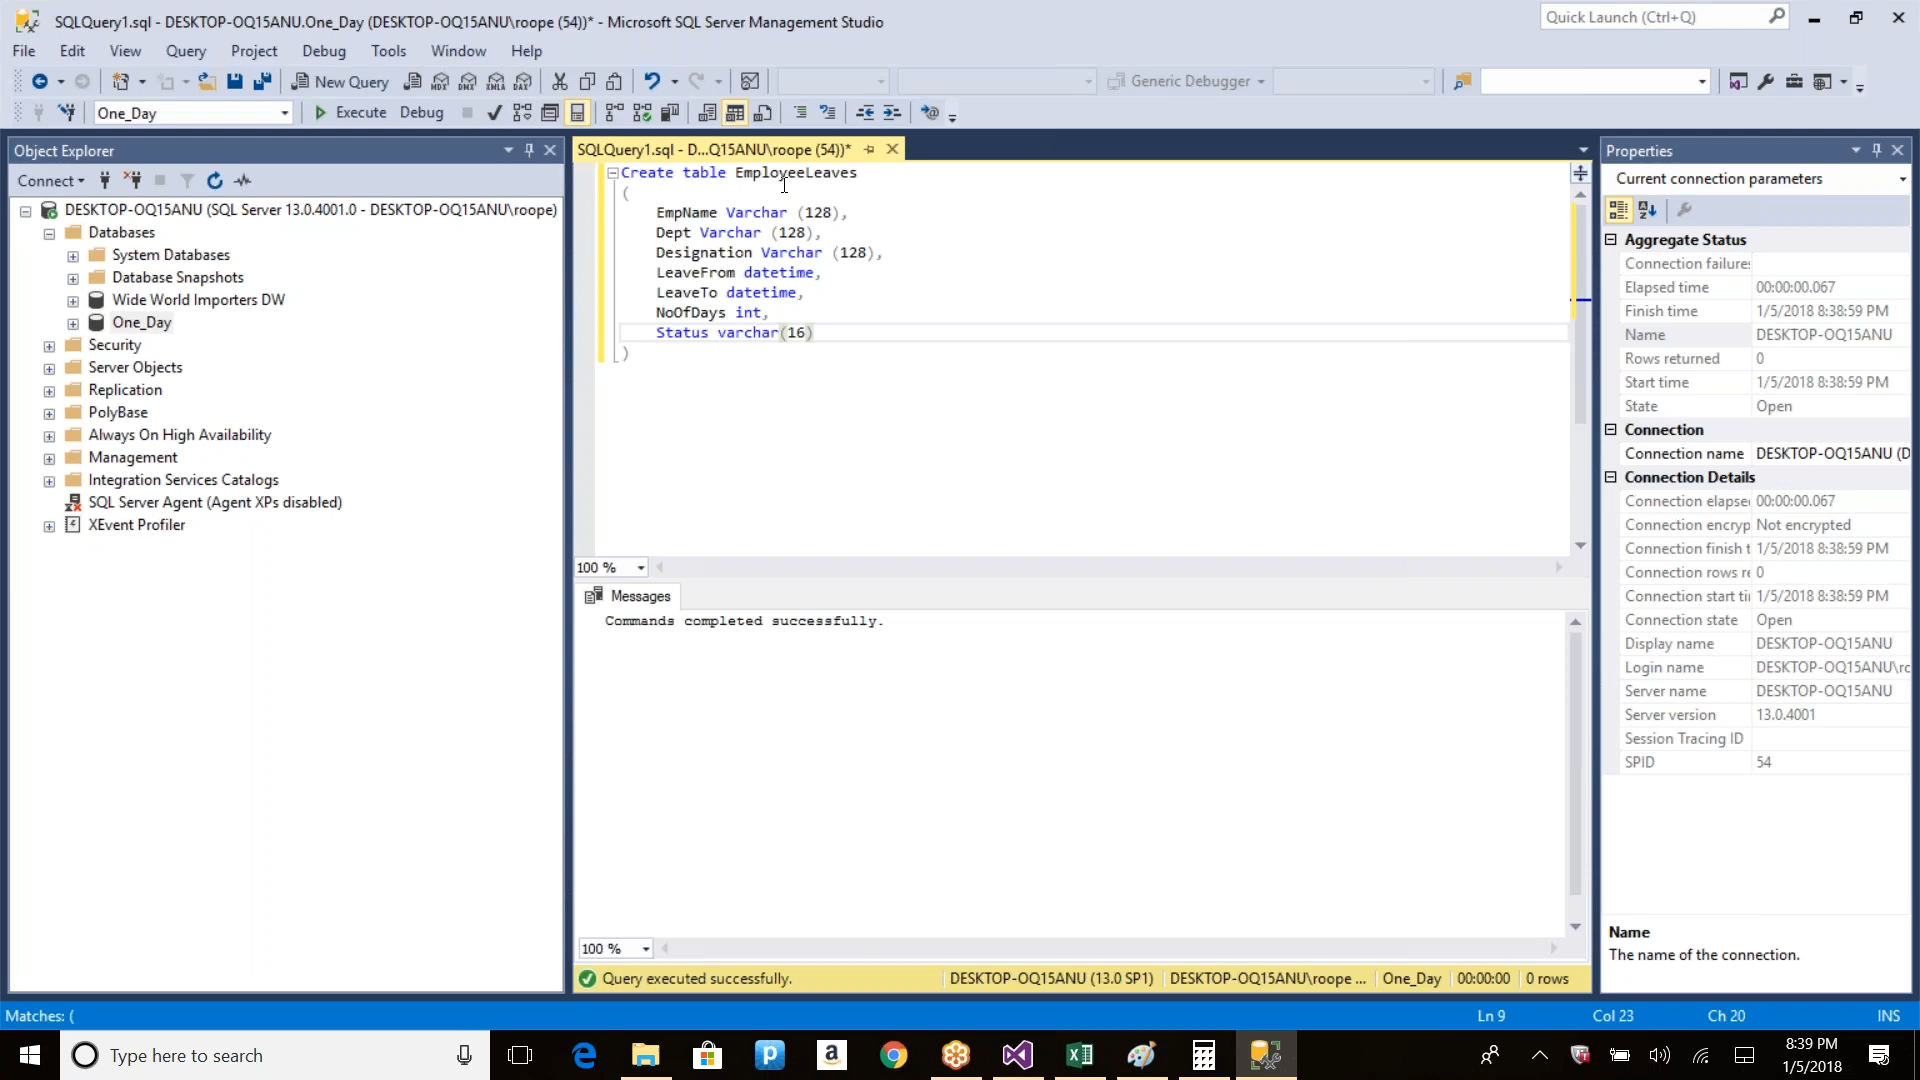 SQLQuery1.sql - DESKTOP-OQ15ANU.One_Day (DESKTOP-OQ15ANU\roope (54))* - Microsoft SQL Server Management Studio
Quick Launch (Ctrl+Q)
File Edit View Query Project Debug Tools Window Help
New Query
MDX DMX XMLA DAX
Generic Debugger
One_Day
Execute Debug
Object Explorer
Connect
DESKTOP-OQ15ANU (SQL Server 13.0.4001.0 - DESKTOP-OQ15ANU\roope)
Databases
System Databases
Database Snapshots
Wide World Importers DW
One_Day
Security
Server Objects
Replication
PolyBase
Always On High Availability
Management
Integration Services Catalogs
SQL Server Agent (Agent XPs disabled)
XEvent Profiler
SQLQuery1.sql - D...Q15ANU\roope (54))*
Create table EmployeeLeaves
(
EmpName Varchar (128),
Dept Varchar (128),
Designation Varchar (128),
LeaveFrom datetime,
LeaveTo datetime,
NoOfDays int,
Status varchar(16)
)
100 %
Messages
Commands completed successfully.
100 %
Query executed successfully. DESKTOP-OQ15ANU (13.0 SP1) DESKTOP-OQ15ANU\roope ... One_Day 00:00:00 0 rows
Properties
Current connection parameters
Aggregate Status
Connection failures
Elapsed time 00:00:00.067
Finish time 1/5/2018 8:38:59 PM
Name DESKTOP-OQ15ANU
Rows returned 0
Start time 1/5/2018 8:38:59 PM
State Open
Connection
Connection name DESKTOP-OQ15ANU (D
Connection Details
Connection elapse 00:00:00.067
Connection encryp Not encrypted
Connection finish t 1/5/2018 8:38:59 PM
Connection rows re 0
Connection start ti 1/5/2018 8:38:59 PM
Connection state Open
Display name DESKTOP-OQ15ANU
Login name DESKTOP-OQ15ANU\ro
Server name DESKTOP-OQ15ANU
Server version 13.0.4001
Session Tracing ID
SPID 54
Name
The name of the connection.
Matches: ( Ln 9 Col 23 Ch 20 INS
Type here to search
8:39 PM
1/5/2018